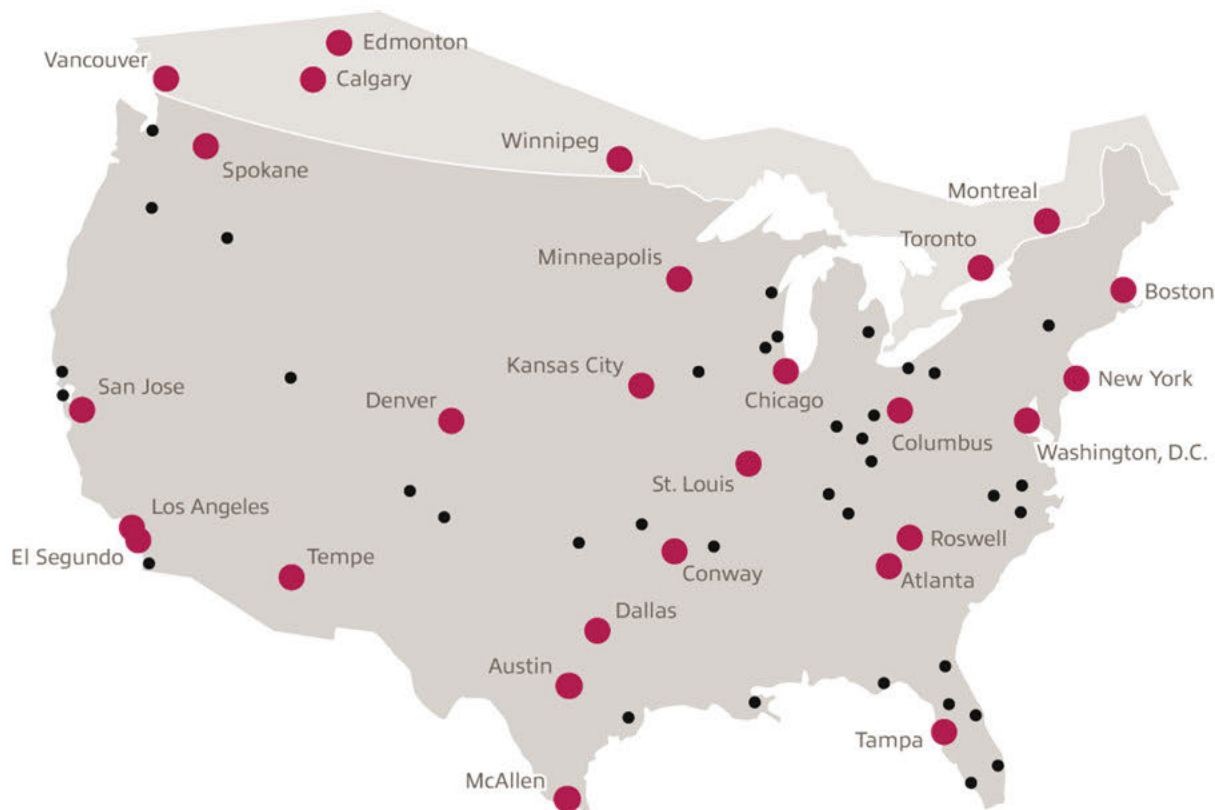 Edmonton
Vancouver
Calgary
Winnipeg
Spokane
Montreal
Toronto
Minneapolis
Boston
Kansas City
San Jose
New York
Denver
Chicago
Columbus
Washington, D.C.
St. Louis
Los Angeles
Roswell
El Segundo
Tempe
Conway
Atlanta
Dallas
Austin
Tampa
McAllen